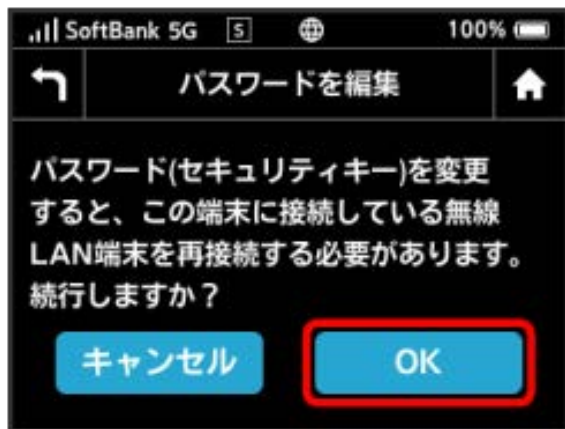 SoftBank 5G S 100%
パスワードを編集
パスワード(セキュリティキー)を変更
すると、この端末に接続している無線
LAN端末を再接続する必要があります。
続行しますか？
キャンセル OK